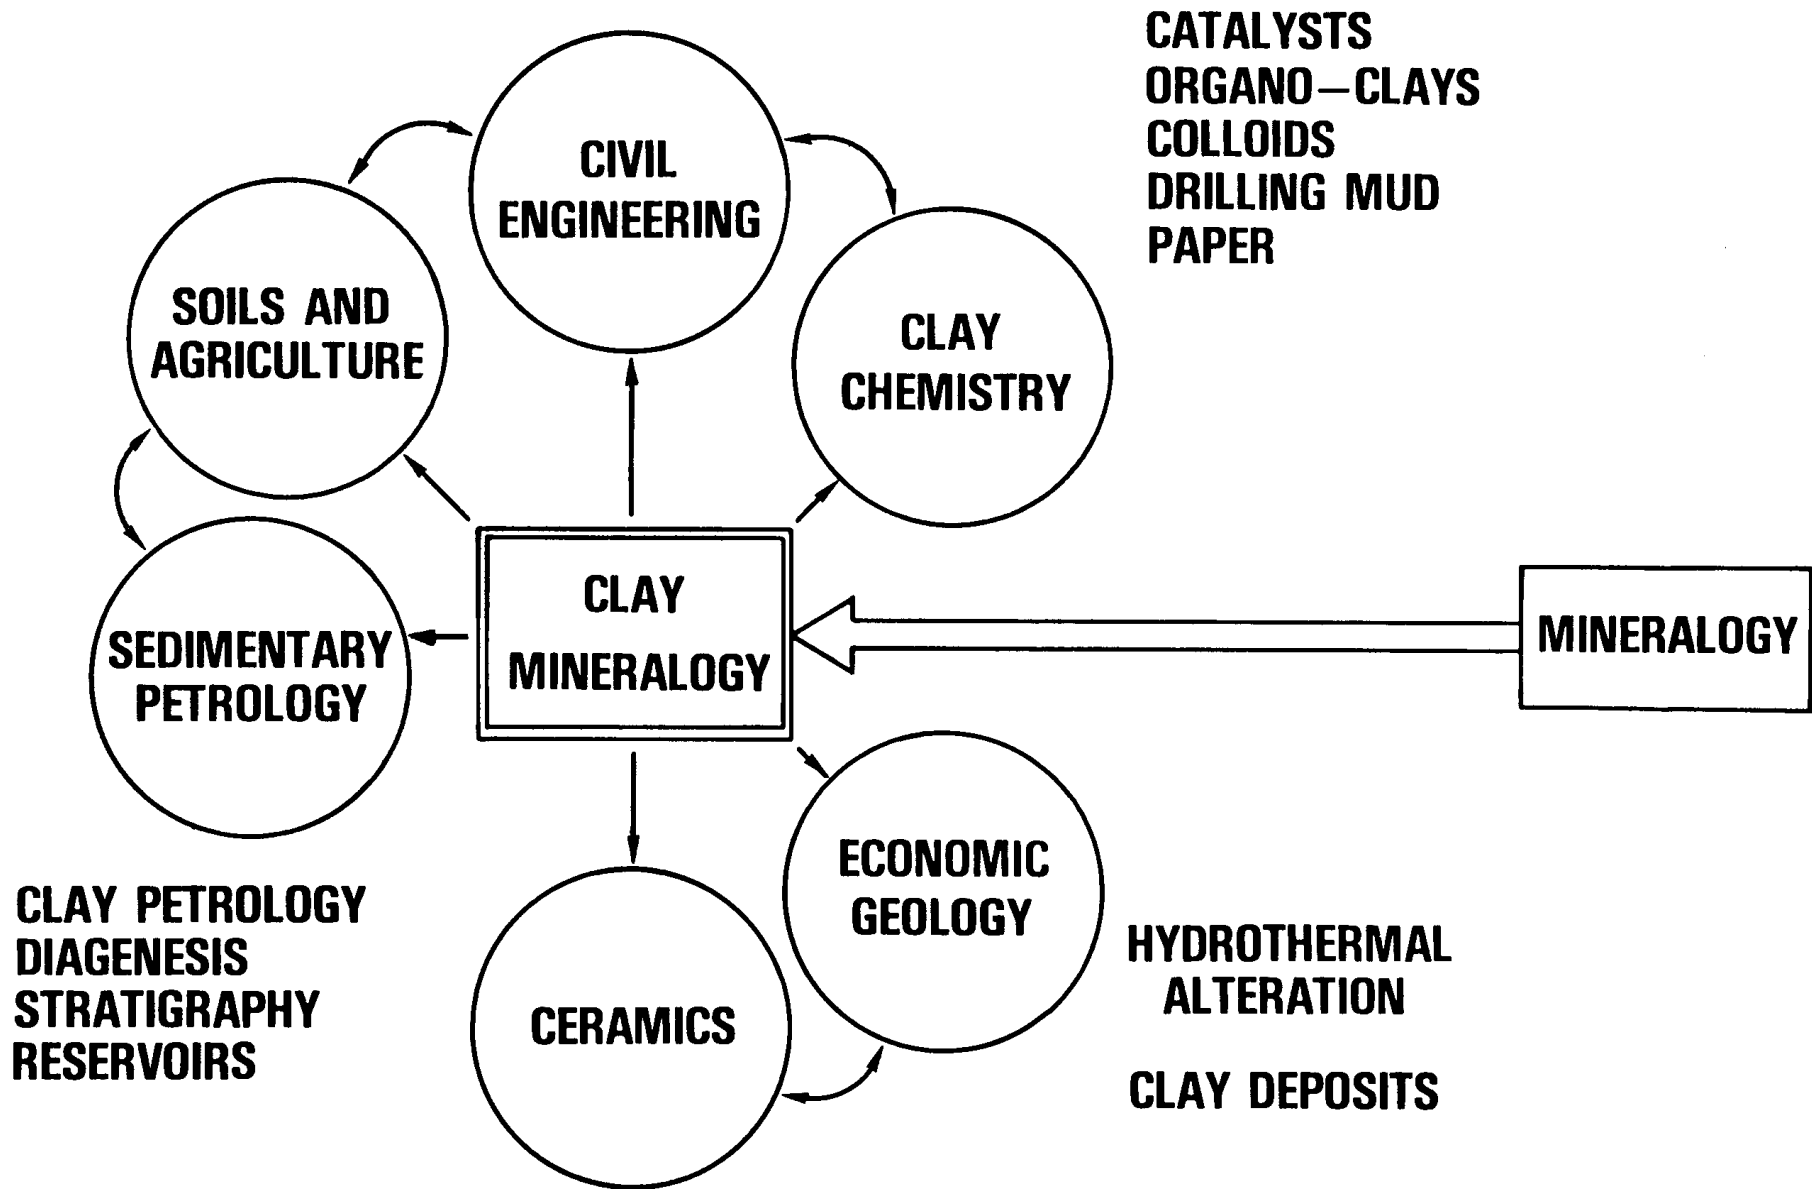 CATALYSTS
ORGANO–CLAYS
COLLOIDS
DRILLING MUD
PAPER
CIVIL
ENGINEERING
SOILS AND
AGRICULTURE
CLAY
CHEMISTRY
CLAY
MINERALOGY
MINERALOGY
SEDIMENTARY
PETROLOGY
ECONOMIC
GEOLOGY
CERAMICS
CLAY PETROLOGY
DIAGENESIS
STRATIGRAPHY
RESERVOIRS
HYDROTHERMAL
ALTERATION
CLAY DEPOSITS